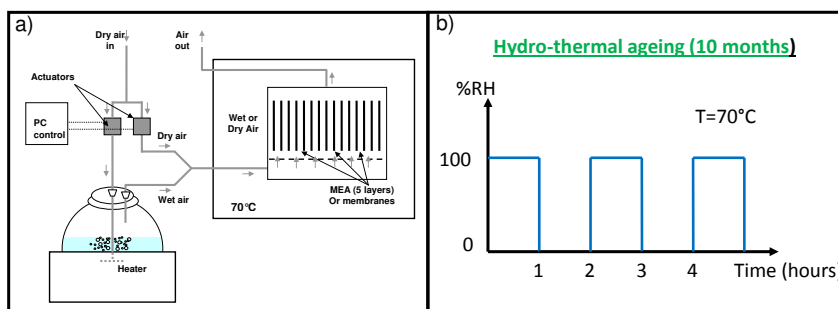 a)
Dry air
in
Air
out
Actuators
PC
control
Dry air
Wet air
Wet or
Dry Air
MEA (5 layers)
Or membranes
70°C
Heater
b)
Hydro-thermal ageing (10 months)
%RH
T=70°C
100
0
1
2
3
4
Time (hours)